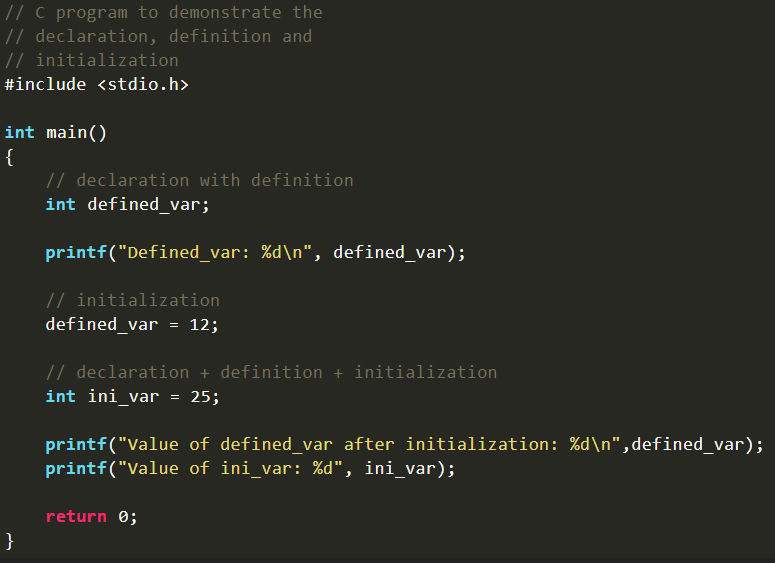 // C program to demonstrate the
// declaration, definition and
// initialization
#include <stdio.h>
int main()
{
// declaration with definition
int defined_var;
printf("Defined_var: %d\n", defined_var);
// initialization
defined_var = 12;
// declaration + definition + initialization
int ini_var = 25;
printf("Value of defined_var after initialization: %d\n",defined_var);
printf("Value of ini_var: %d", ini_var);
return 0;
}